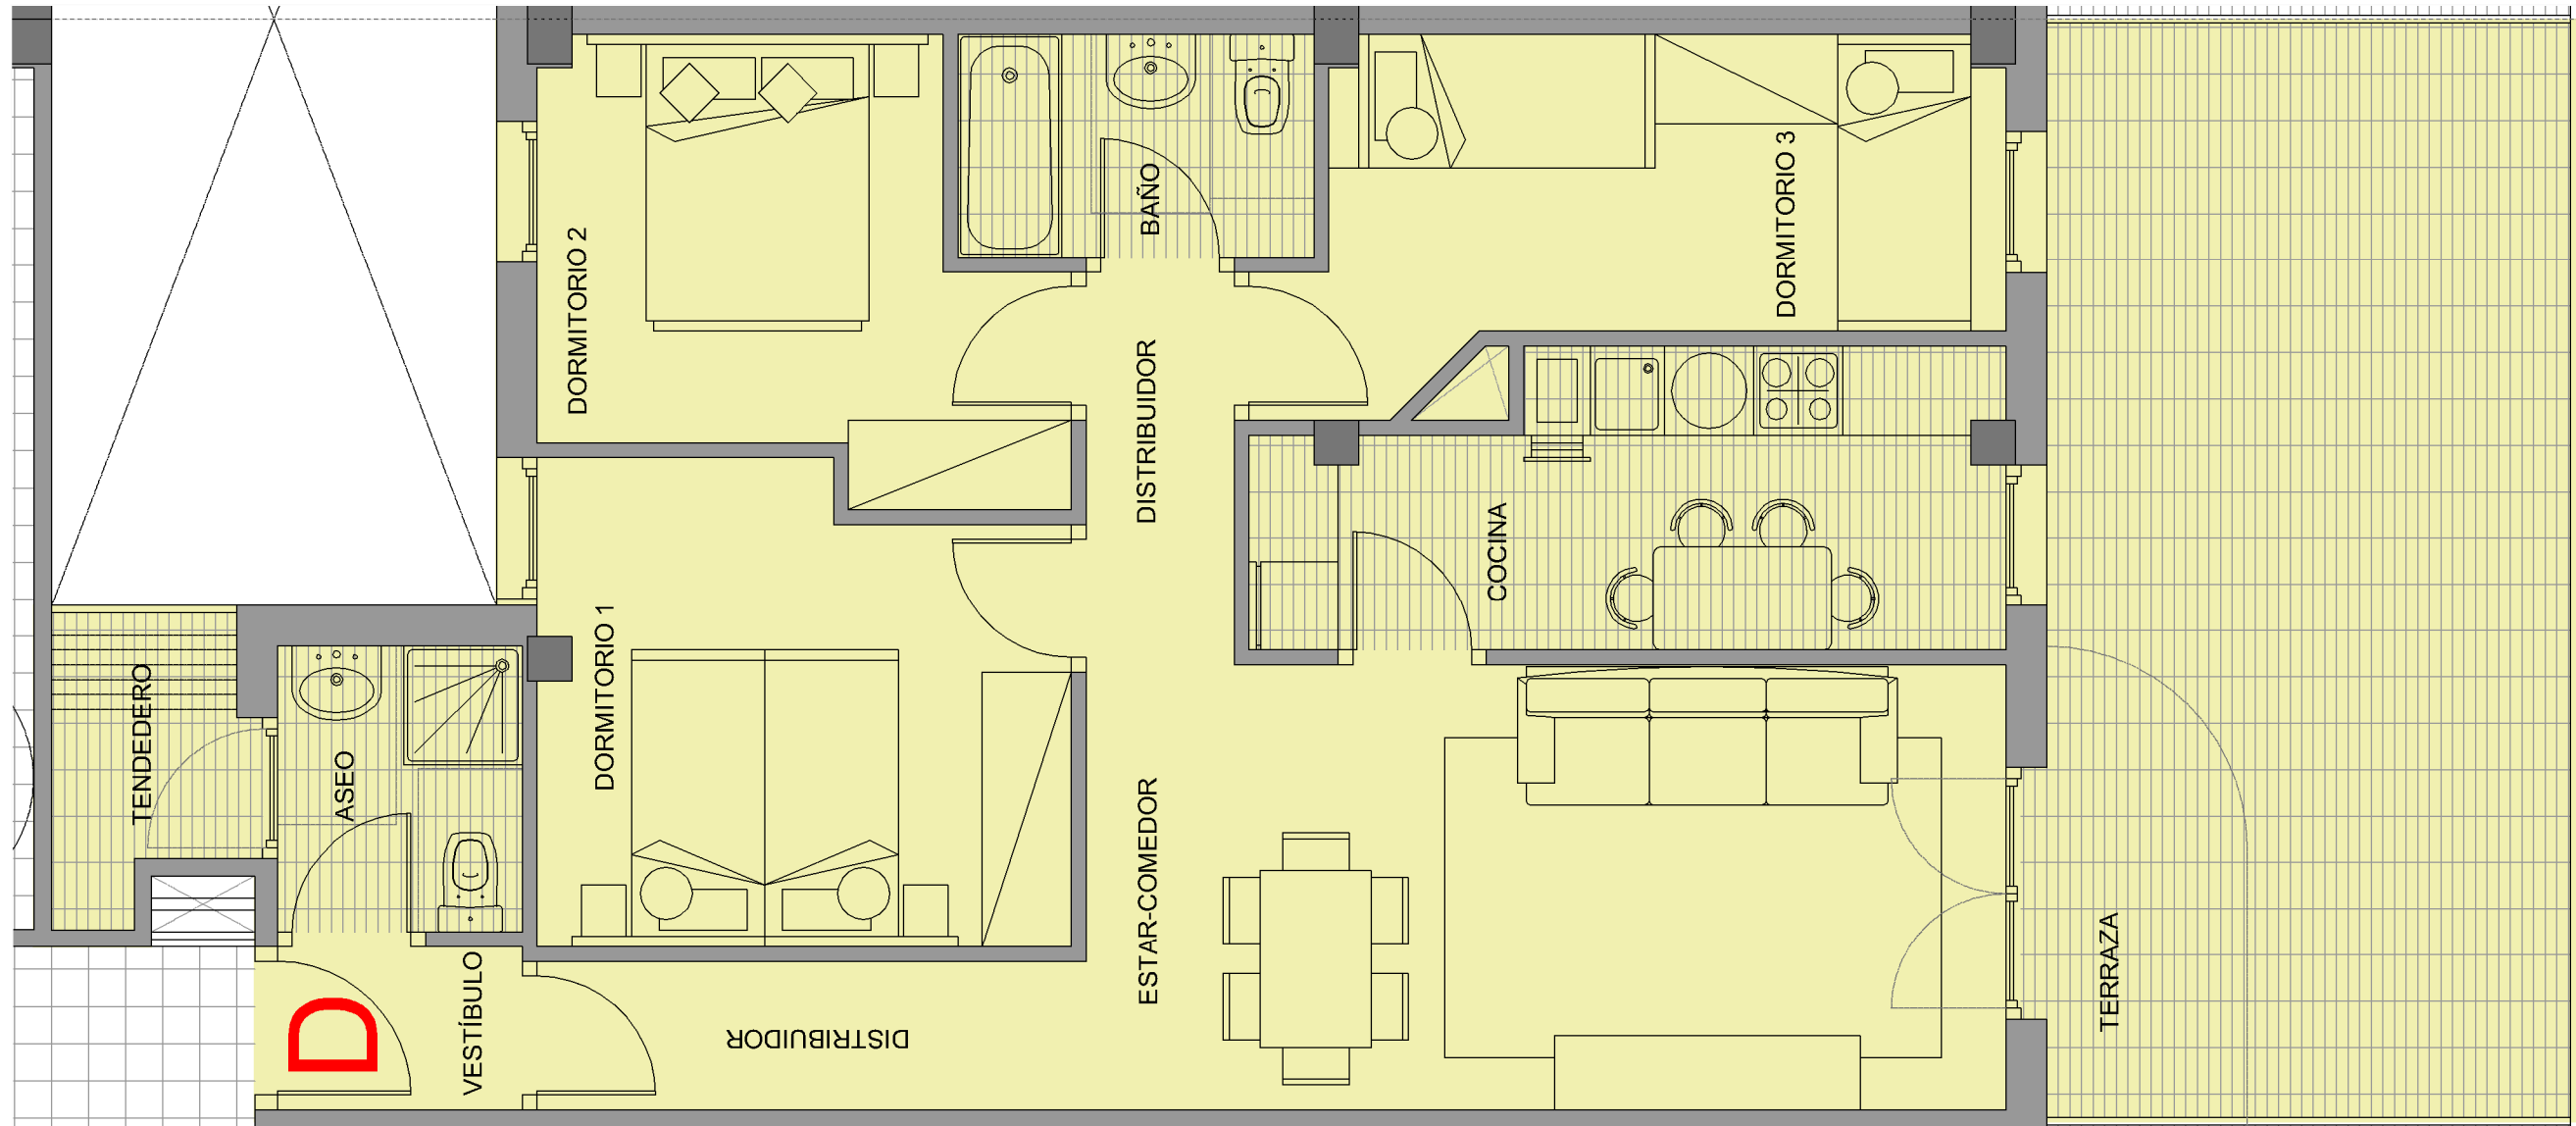 DORMITORIO 2
BAÑO
DORMITORIO 3
DISTRIBUIDOR
COCINA
DORMITORIO 1
TENDEDERO
ASEO
ESTAR-COMEDOR
TERRAZA
D
VESTÍBULO
DISTRIBUIDOR